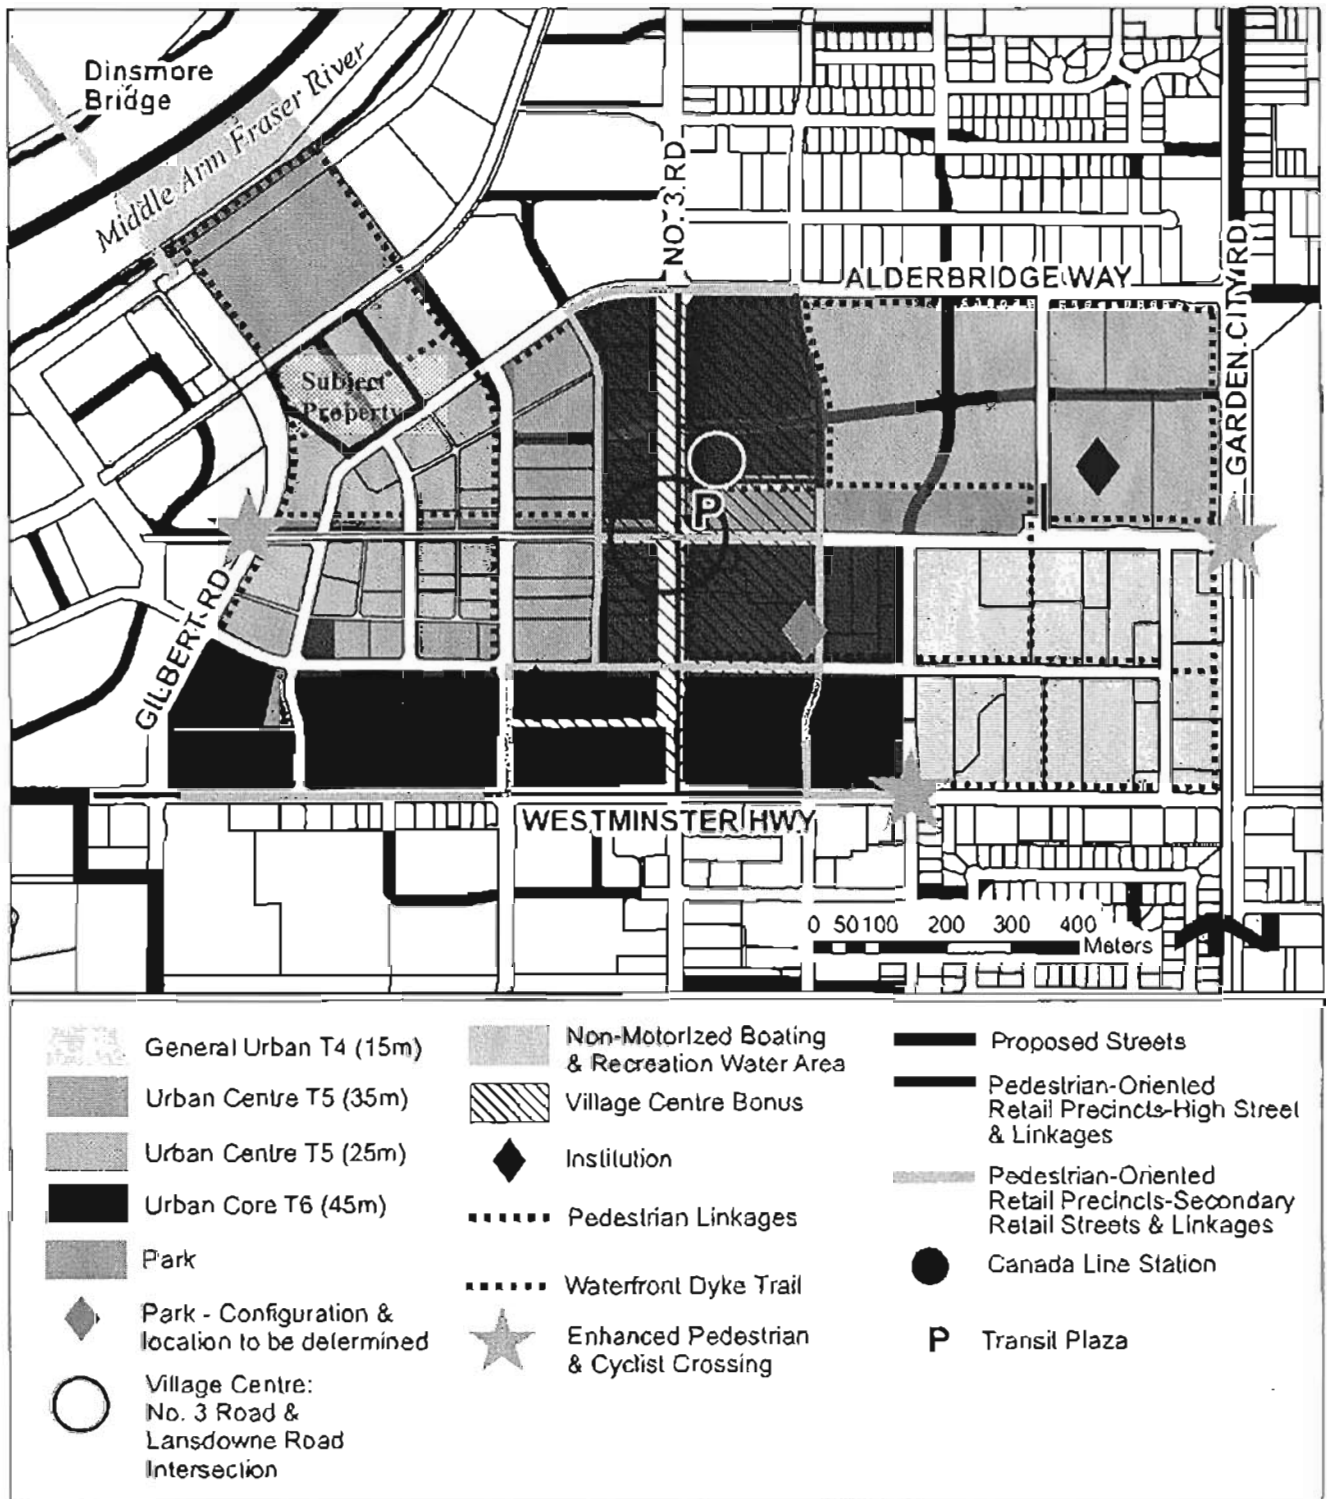 Dinsmore
Bridge
Middle Arm Fraser River
NO. 3 RD
ALDERBRIDGE WAY
GARDEN CITY RD
Subject
Property
P
GILBERT RD
WESTMINSTER HWY
0 50 100 200 300 400
Meters
General Urban T4 (15m)
Urban Centre T5 (35m)
Urban Centre T5 (25m)
Urban Core T6 (45m)
Park
Park - Configuration &
location to be determined
Village Centre:
No. 3 Road &
Lansdowne Road
Intersection
Non-Motorized Boating
& Recreation Water Area
Village Centre Bonus
Institution
Pedestrian Linkages
Waterfront Dyke Trail
Enhanced Pedestrian
& Cyclist Crossing
Proposed Streets
Pedestrian-Oriented
Retail Precincts-High Street
& Linkages
Pedestrian-Oriented
Retail Precincts-Secondary
Retail Streets & Linkages
Canada Line Station
P Transit Plaza